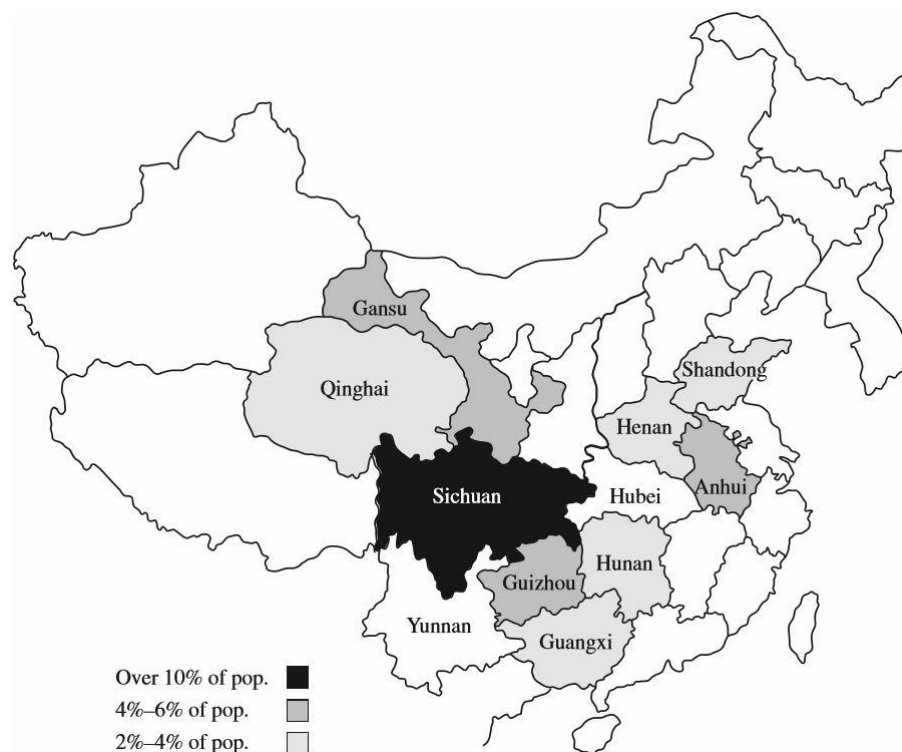 Gansu
Qinghai
Shandong
Henan
Sichuan
Hubei
Anhui
Guizhou
Hunan
Yunnan
Guangxi
Over 10% of pop.
4%–6% of pop.
2%–4% of pop.